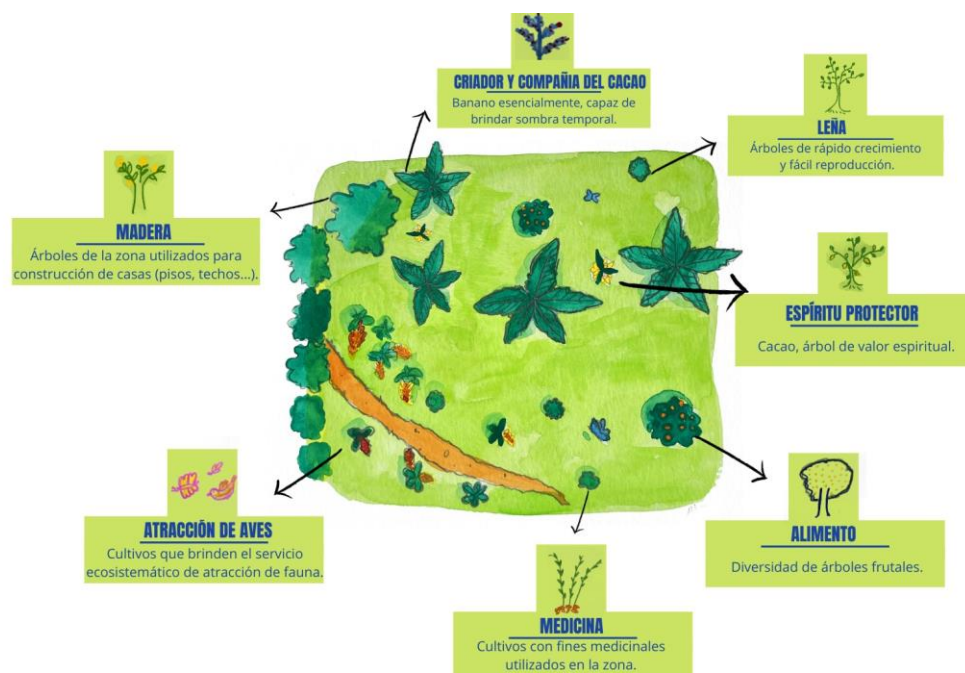 CRIADOR Y COMPAÑIA DEL CACAO
Banano esencialmente, capaz de
brindar sombra temporal.
LEÑA
Árboles de rápido crecimiento
y fácil reproducción.
MADERA
Árboles de la zona utilizados para
construcción de casas (pisos, techos...).
ESPÍRITU PROTECTOR
Cacao, árbol de valor espiritual.
ATRACCIÓN DE AVES
Cultivos que brinden el servicio
ecosistemático de atracción de fauna.
ALIMENTO
Diversidad de árboles frutales.
MEDICINA
Cultivos con fines medicinales
utilizados en la zona.